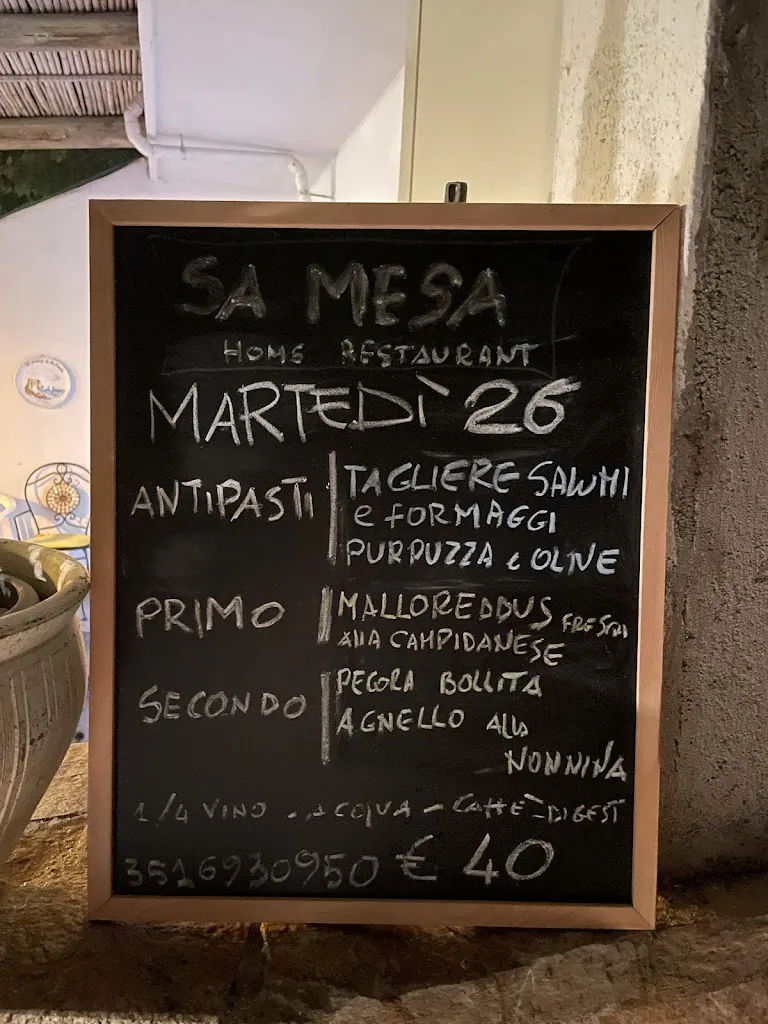 SA MESA
HOME RESTAURANT
MARTEDÌ 26
ANTIPASTI
TAGLIERE SALUMI
e FORMAGGI
PURPUZZA e OLIVE
PRIMO
MALLOREDDUS FRESCHI
ALLA CAMPIDANESE
SECONDO
PECORA BOLLITA
AGNELLO ALLA
NONNINA
1/4 VINO - ACQUA - CAFFÈ - DIGEST
3516930950 € 40